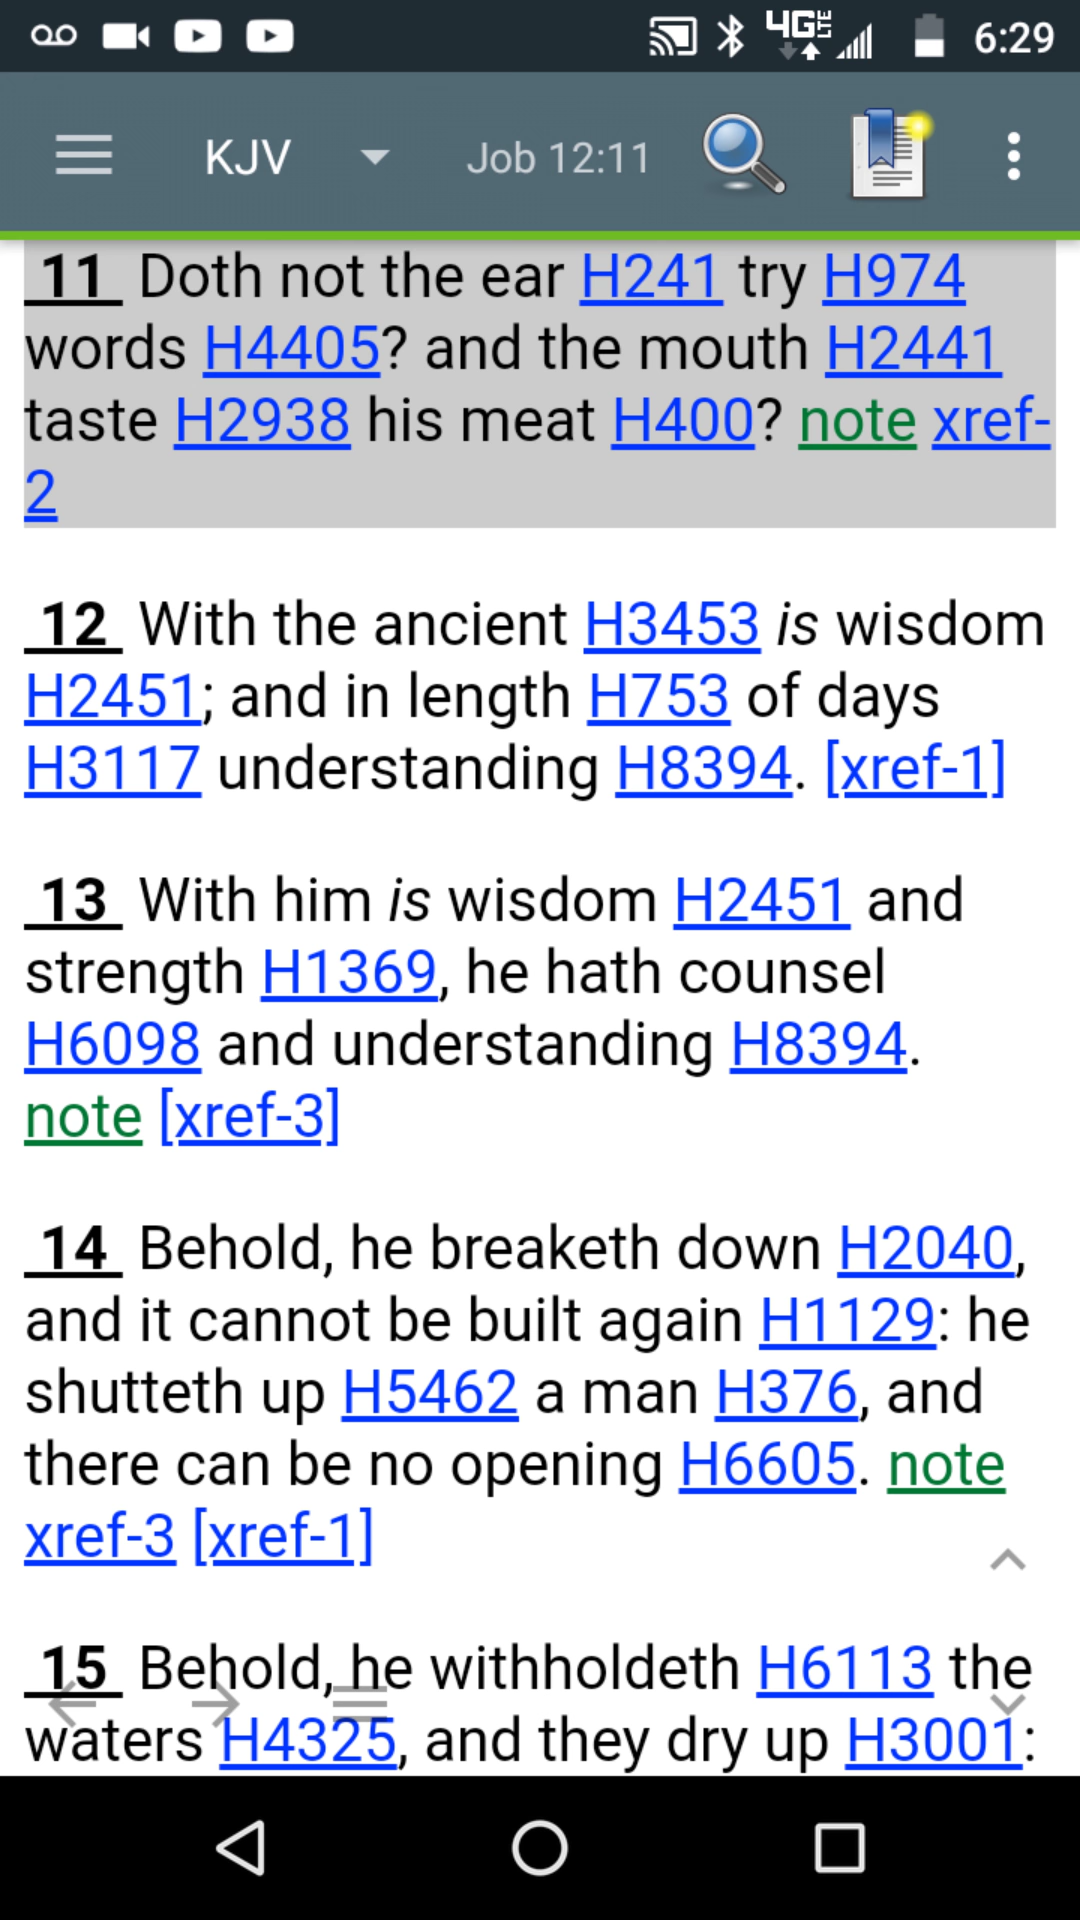 4G LTE 6:29
KJV Job 12:11
11 Doth not the ear H241 try H974
words H4405? and the mouth H2441
taste H2938 his meat H400? note xref-
2
12 With the ancient H3453 is wisdom
H2451; and in length H753 of days
H3117 understanding H8394. [xref-1]
13 With him is wisdom H2451 and
strength H1369, he hath counsel
H6098 and understanding H8394.
note [xref-3]
14 Behold, he breaketh down H2040,
and it cannot be built again H1129: he
shutteth up H5462 a man H376, and
there can be no opening H6605. note
xref-3 [xref-1]
15 Behold, he withholdeth H6113 the
waters H4325, and they dry up H3001: